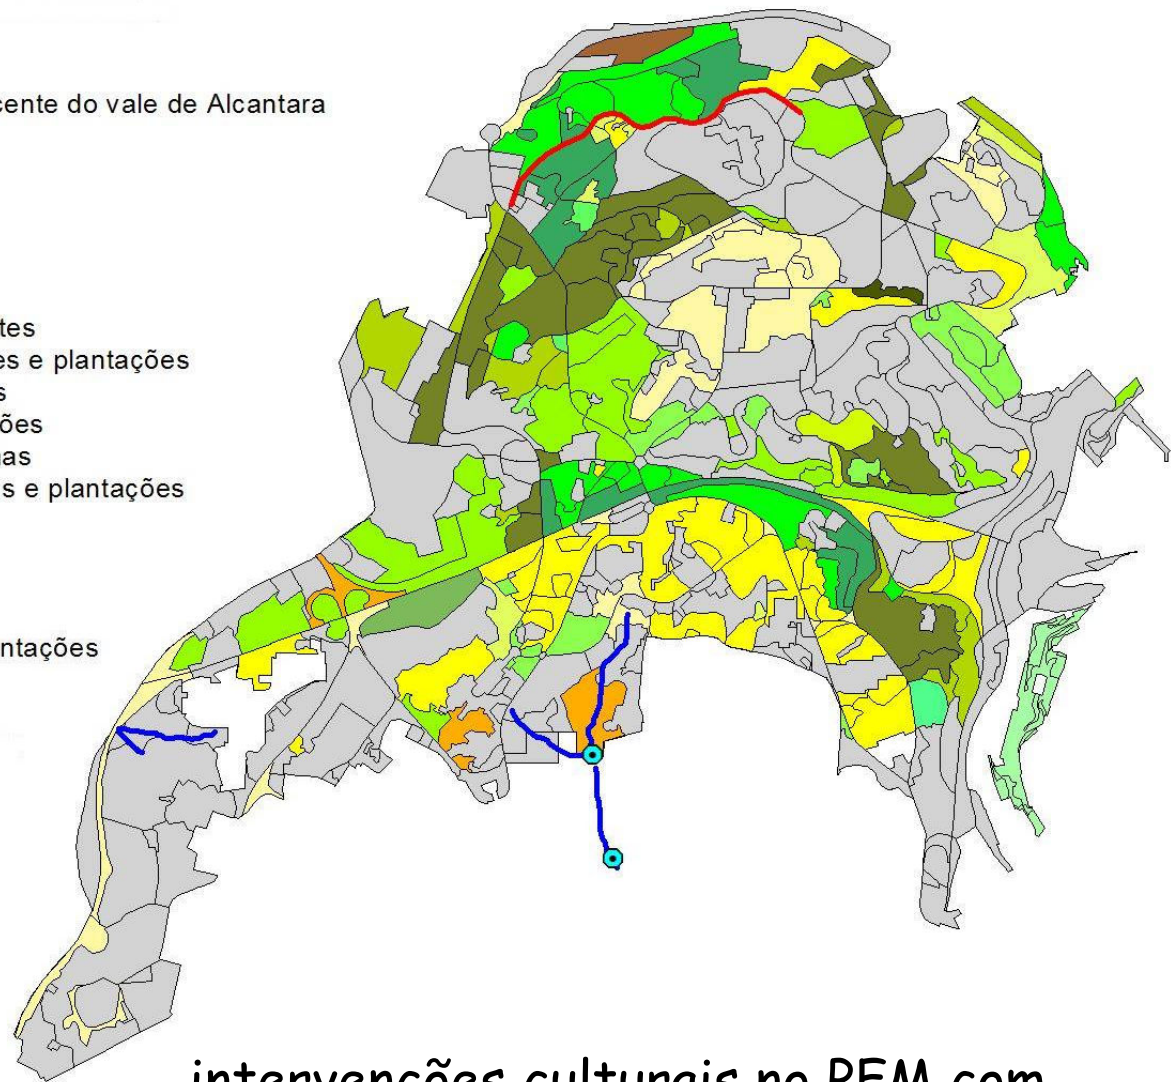 cente do vale de Alcantara
tes
es e plantações
s
ões
as
s e plantações
ntações
intervenções culturais no PFM com